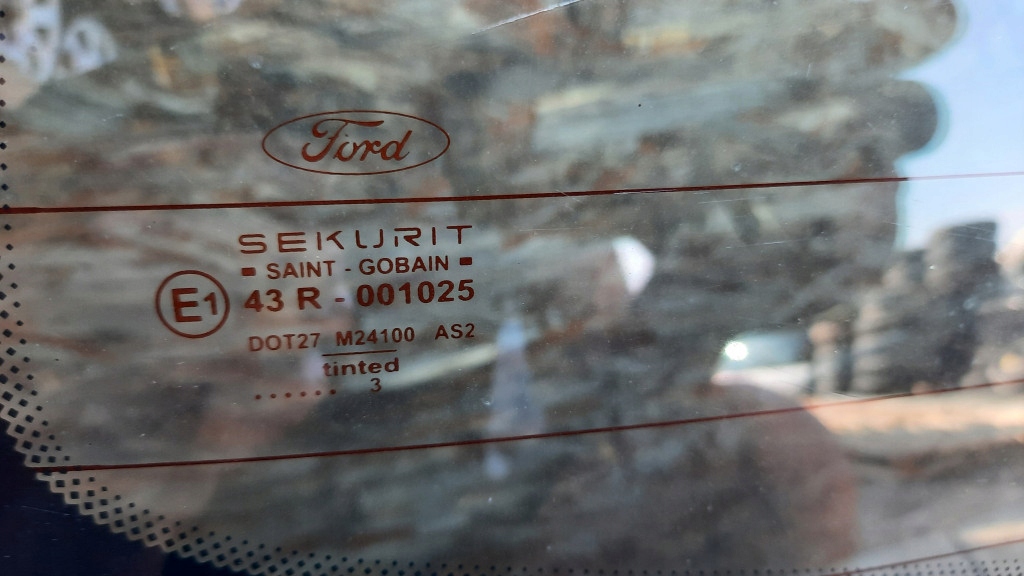 Ford
SEKURIT
SAINT - GOBAIN
E1 43 R - 001025
DOT27 M24100 AS2
tinted
...... 3